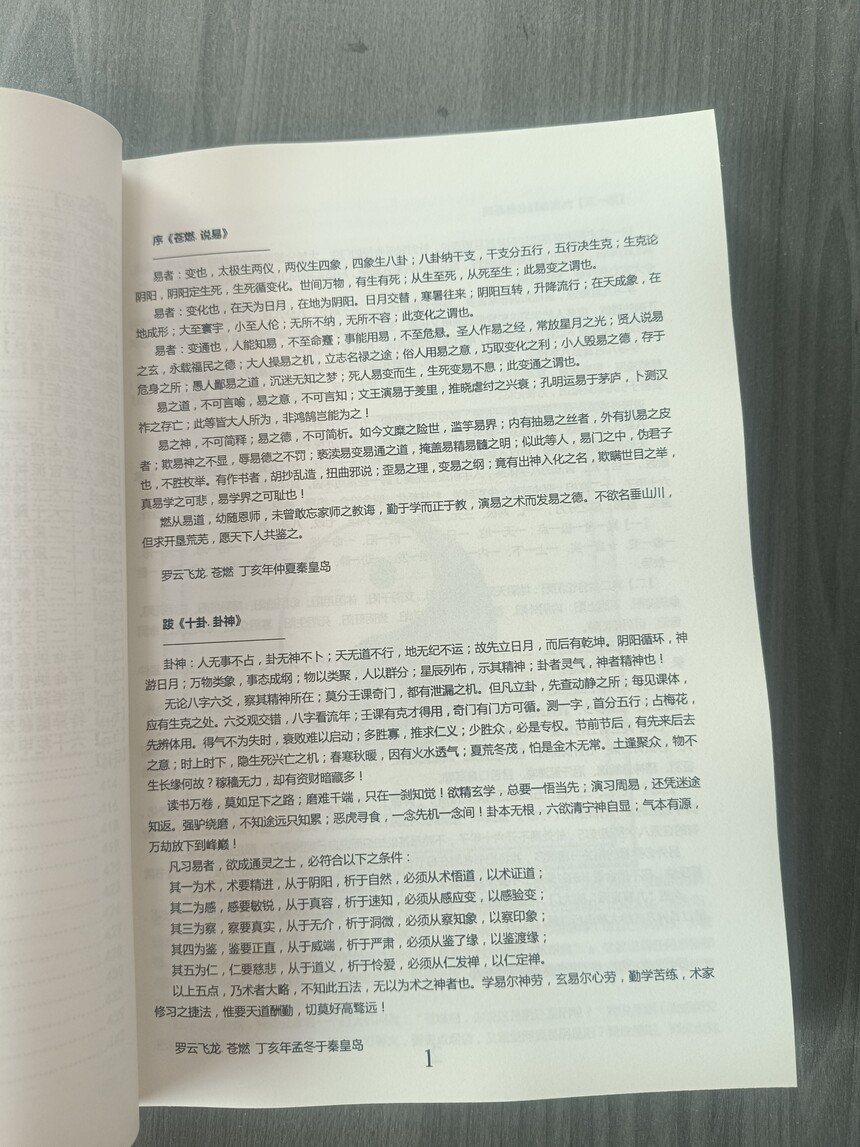 序《苍燃.说易》
易者：变也，太极生两仪，两仪生四象，四象生八卦；八卦纳干支，干支分五行，五行决生克；生克论
阴阳，阴阳定生死，生死循变化。世间万物，有生有死；从生至死，从死至生；此易变之谓也。
易者：变化也，在天为日月，在地为阴阳。日月交替，寒暑往来；阴阳互转，升降流行；在天成象，在
地成形；大至寰宇，小至人伦；无所不纳，无所不容；此变化之谓也。
易者：变通也，人能知易，不至命蹇；事能用易，不至危悬。圣人作易之经，常放星月之光；贤人说易
之玄，永载福民之德；大人操易之机，立志名禄之途；俗人用易之意，巧取变化之利；小人毁易之德，存于
危身之所；愚人鄙易之道，沉迷无知之梦；死人易变而生，生死变易不息；此变通之谓也。
易之道，不可言喻，易之意，不可言知；文王演易于羑里，推晓虐纣之兴衰；孔明运易于茅庐，卜测汉
祚之存亡；此等皆大人所为，非鸿鹄岂能为之！
易之神，不可简释；易之德，不可简析。如今文糜之险世，滥竽易界；内有抽易之丝者，外有扒易之皮
者；欺易神之不显，辱易德之不罚；亵渎易变易通之道，掩盖易精易髓之明；似此等人，易门之中，伪君子
也，不胜枚举。有作书者，胡抄乱造，扭曲邪说；歪易之理，变易之纲；竟有出神入化之名，欺瞒世目之举，
真易学之可悲，易学界之可耻也！
燃从易道，幼随恩师，未曾敢忘家师之教诲，勤于学而正于教，演易之术而发易之德。不欲名垂山川，
但求开垦荒芜，愿天下人共鉴之。
罗云飞龙.苍燃 丁亥年仲夏秦皇岛
跋《十卦.卦神》
卦神：人无事不占，卦无神不卜；天无道不行，地无纪不运；故先立日月，而后有乾坤。阴阳循环，神
游日月；万物类象，事态成纲；物以类聚，人以群分；星辰列布，示其精神；卦者灵气，神者精神也！
无论八字六爻，察其精神所在；莫分壬课奇门，都有泄漏之机。但凡立卦，先查动静之所；每见课体，
应有生克之处。六爻观交错，八字看流年；壬课有克才得用，奇门有门方可循。测一字，首分五行；占梅花，
先辨体用。得气不为失时，衰败难以启动；多胜寡，推求仁义；少胜众，必是专权。节前节后，有先来后去
之意；时上时下，隐生死兴亡之机；春寒秋暖，因有火水透气；夏荒冬茂，怕是金木无常。土逢聚众，物不
生长缘何故？稼穑无力，却有资财暗藏多！
读书万卷，莫如足下之路；磨难千端，只在一刹知觉！欲精玄学，总要一悟当先；演习周易，还凭迷途
知返。强驴绕磨，不知途远只知累；恶虎寻食，一念先机一念间！卦本无根，六欲清宁神自显；气本有源，
万劫放下到峰巅！
凡习易者，欲成通灵之士，必符合以下之条件：
其一为术，术要精进，从于阴阳，析于自然，必须从术悟道，以术证道；
其二为感，感要敏锐，从于真容，析于速知，必须从感应变，以感验变；
其三为察，察要真实，从于无介，析于洞微，必须从察知象，以察印象；
其四为鉴，鉴要正直，从于威端，析于严肃，必须从鉴了缘，以鉴渡缘；
其五为仁，仁要慈悲，从于道义，析于怜爱，必须从仁发禅，以仁定禅。
以上五点，乃术者大略，不知此五法，无以为术之神者也。学易尔神劳，玄易尔心劳，勤学苦练，术家
修习之捷法，惟要天道酬勤，切莫好高骛远！
罗云飞龙.苍燃 丁亥年孟冬于秦皇岛
1